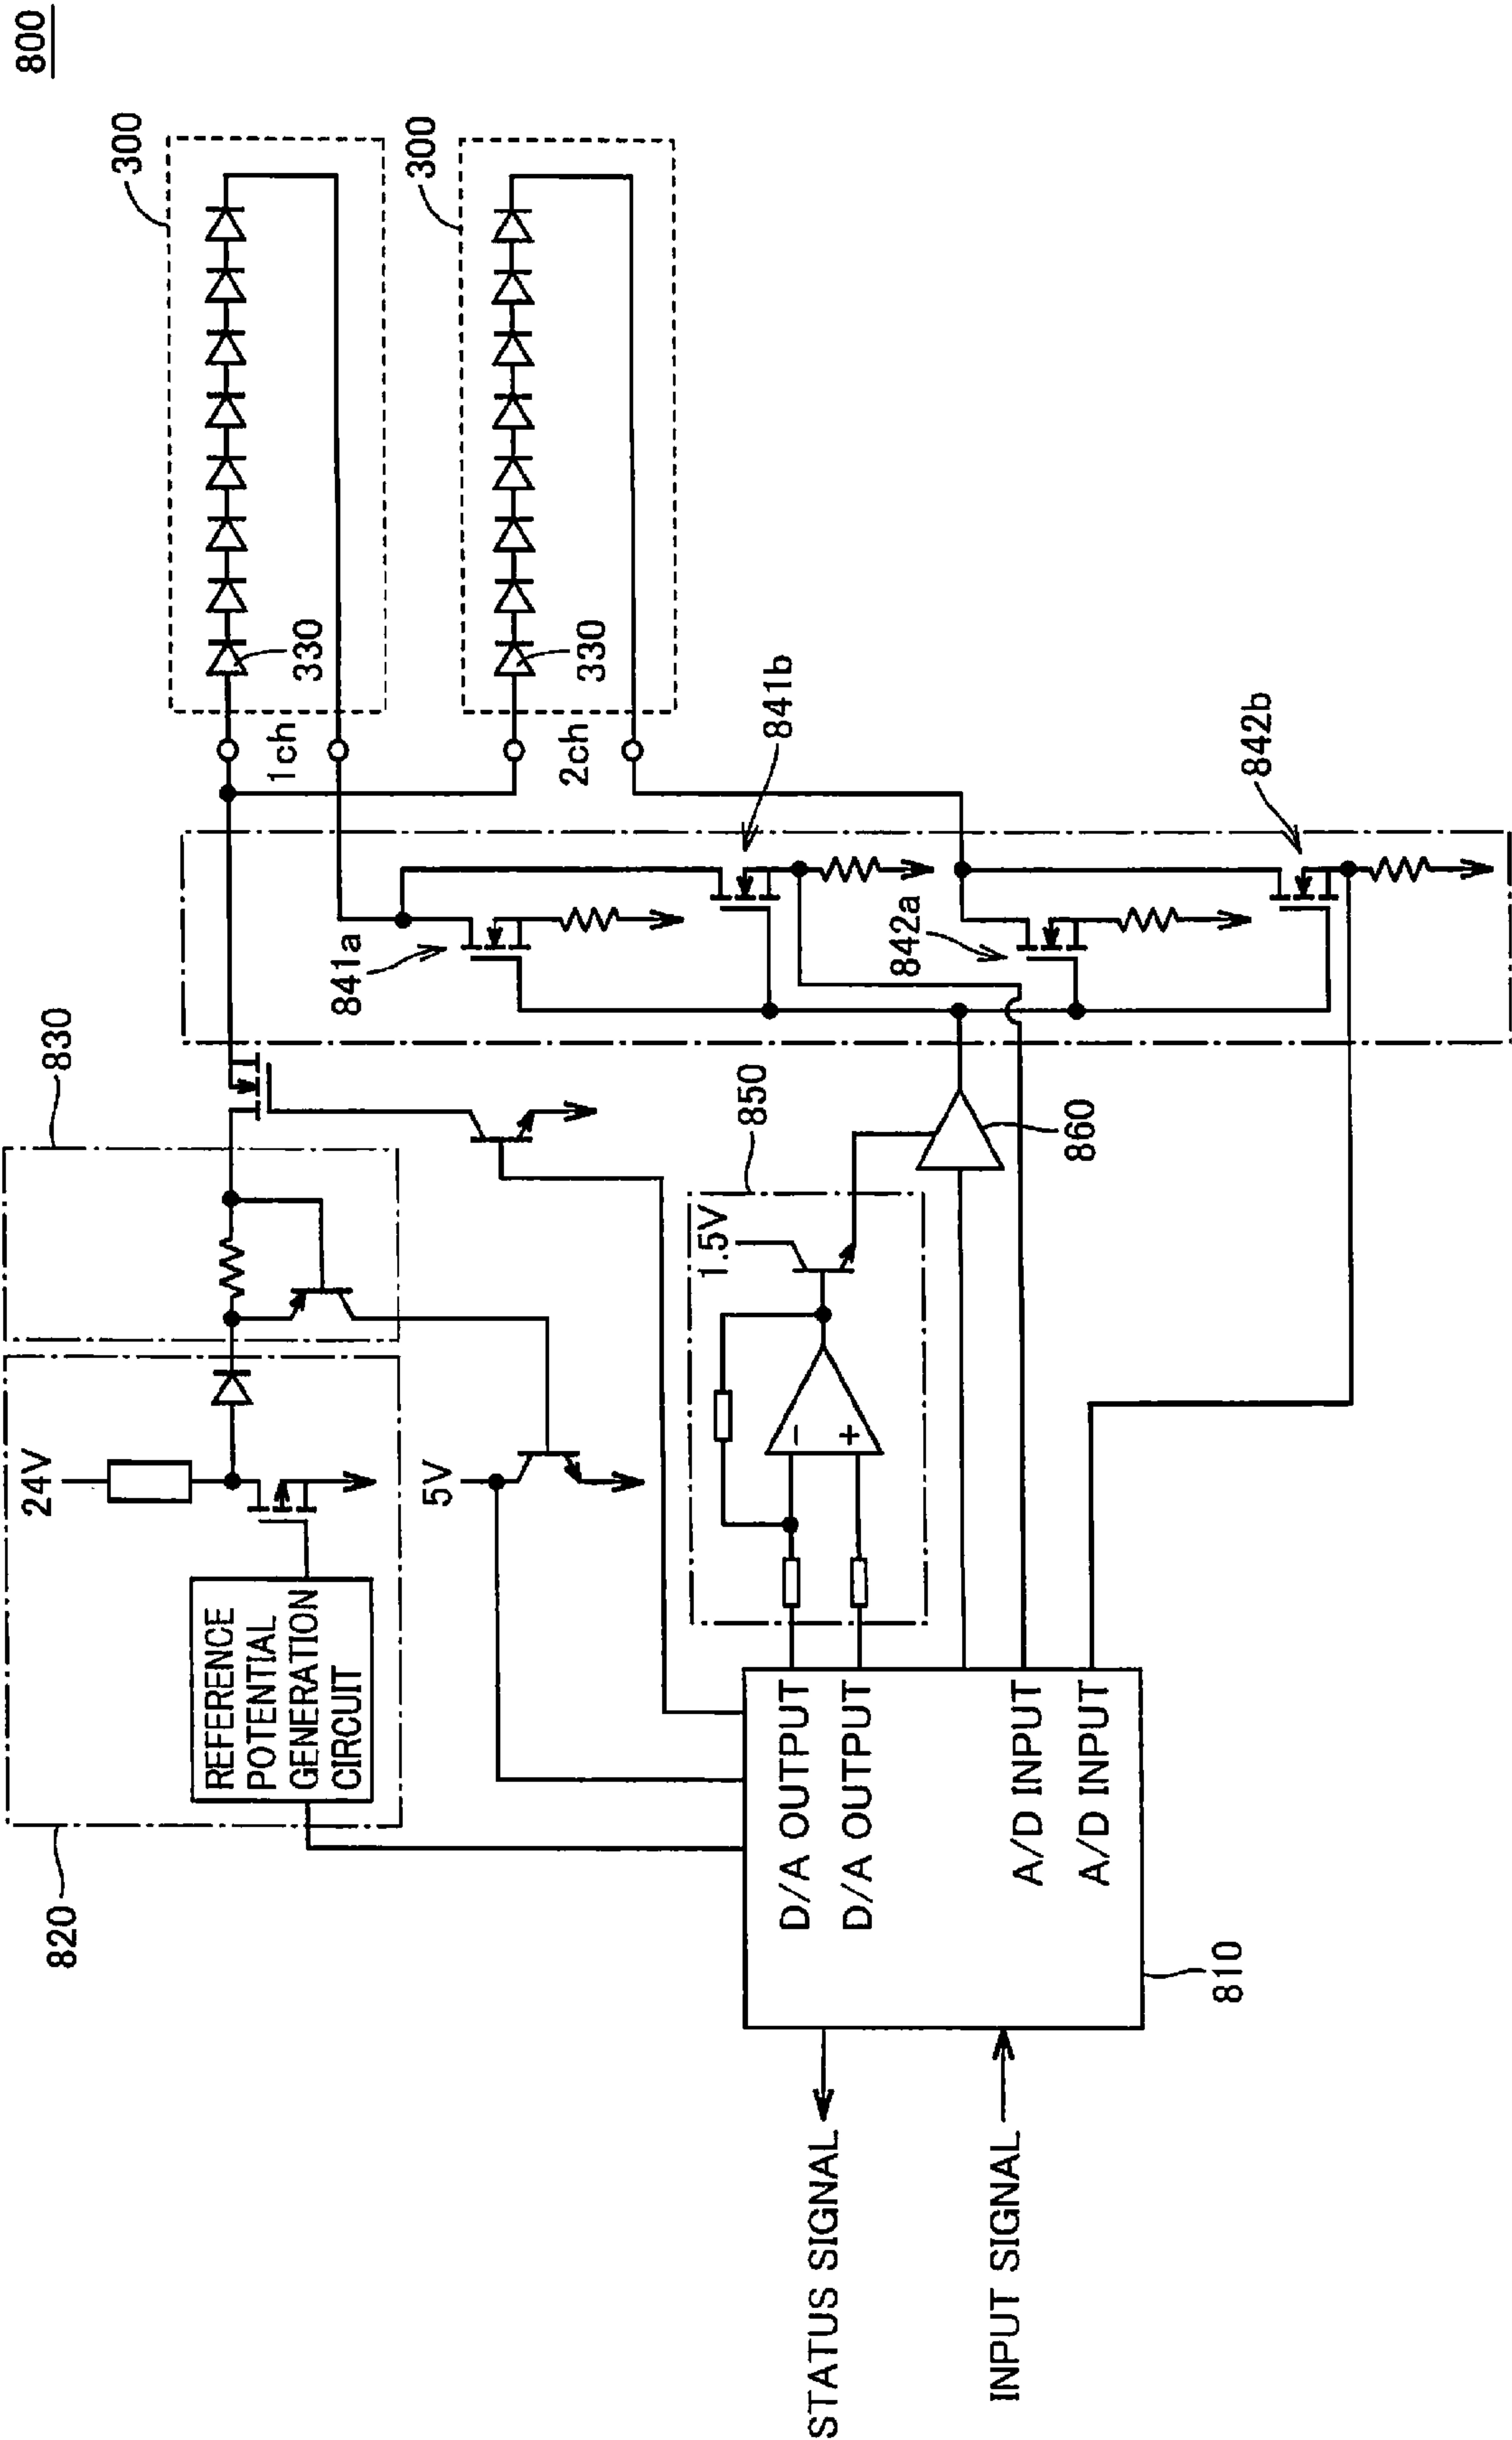 800
300
330
1ch
300
330
2ch
841a
841b
842a
842b
830
820
24V
REFERENCE
POTENTIAL
GENERATION
CIRCUIT
5V
850
1.5V
−
+
860
D/A OUTPUT
D/A OUTPUT
A/D INPUT
A/D INPUT
810
STATUS SIGNAL
INPUT SIGNAL